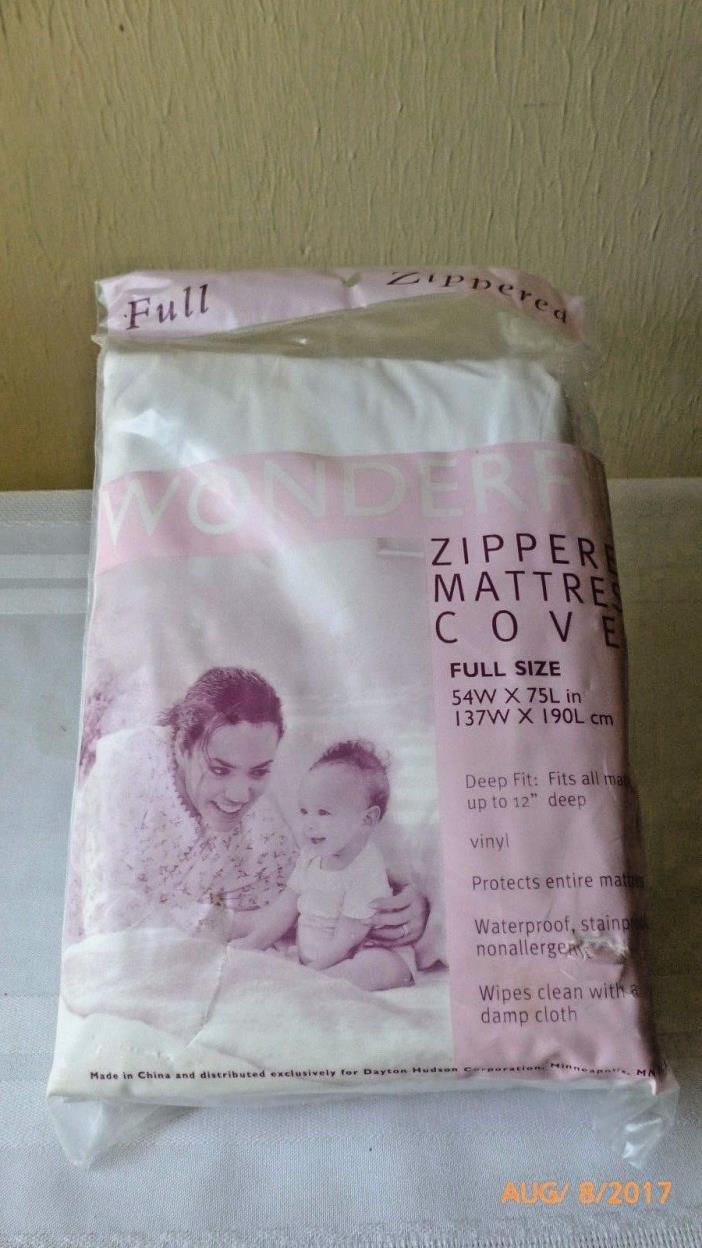 Full Zippered
WONDERF
ZIPPERE
MATTRES
COVE
FULL SIZE
54W X 75L in
137W X 190L cm
Deep Fit: Fits all ma
up to 12” deep
vinyl
Protects entire matt
Waterproof, stainp
nonallergen
Wipes clean with a
damp cloth
Made in China and distributed exclusively for Dayton Hudson Corporation, Minneapolis, MN
AUG/ 8/2017